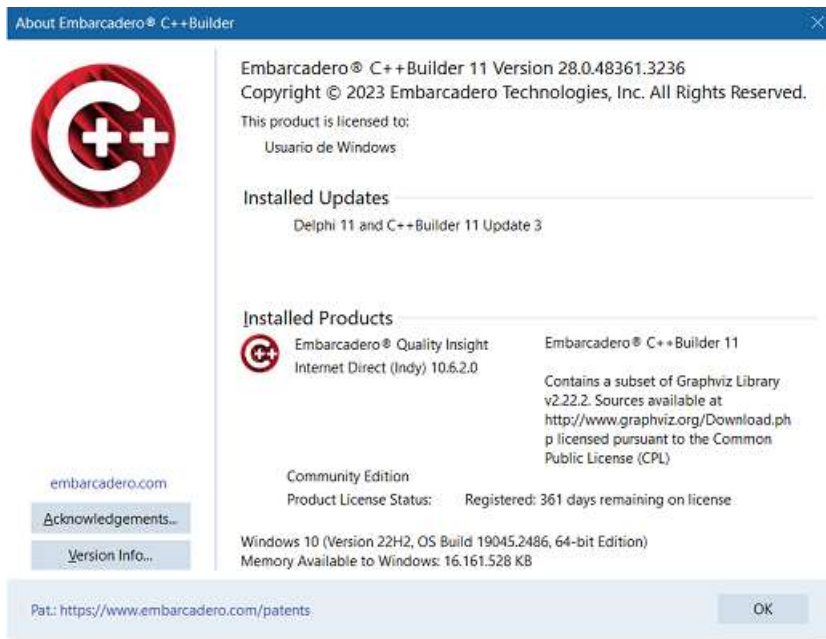 About Embarcadero® C++Builder
C++
Embarcadero® C++Builder 11 Version 28.0.48361.3236
Copyright © 2023 Embarcadero Technologies, Inc. All Rights Reserved.
This product is licensed to:
Usuario de Windows
Installed Updates
Delphi 11 and C++Builder 11 Update 3
Installed Products
C++
Embarcadero® Quality Insight
Internet Direct (Indy) 10.6.2.0
Embarcadero® C++Builder 11
Contains a subset of Graphviz Library
v2.22.2. Sources available at
http://www.graphviz.org/Download.ph
p licensed pursuant to the Common
Public License (CPL)
Community Edition
Product License Status: Registered: 361 days remaining on license
embarcadero.com
Acknowledgements...
Version Info...
Windows 10 (Version 22H2, OS Build 19045.2486, 64-bit Edition)
Memory Available to Windows: 16.161.528 KB
Pat.: https://www.embarcadero.com/patents
OK